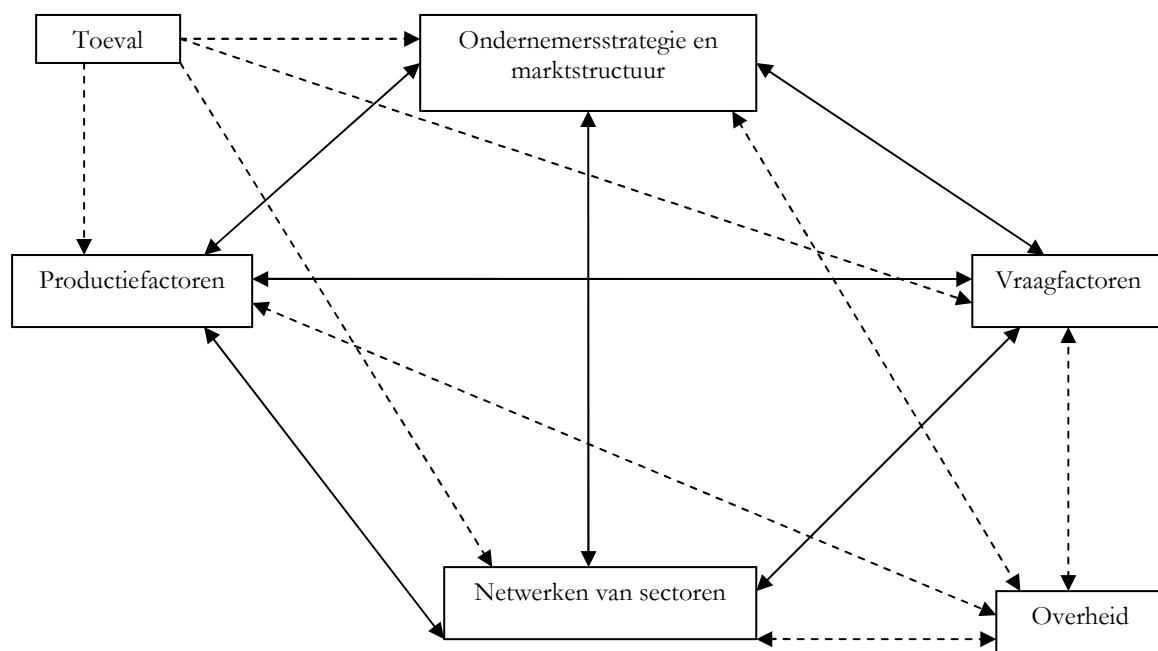 Toeval
Ondernemersstrategie en
marktstructuur
Productiefactoren
Vraagfactoren
Netwerken van sectoren
Overheid